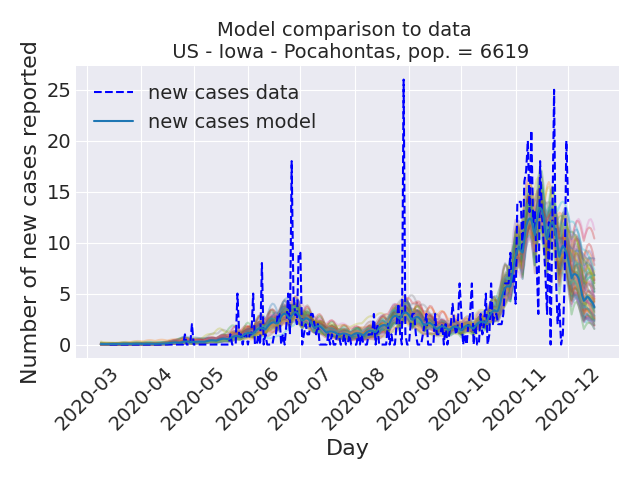 Model comparison to data
US - Iowa - Pocahontas, pop. = 6619
new cases data
new cases model
Number of new cases reported
25
20
15
10
5
0
2020-03
2020-04
2020-05
2020-06
2020-07
2020-08
2020-09
2020-10
2020-11
2020-12
Day